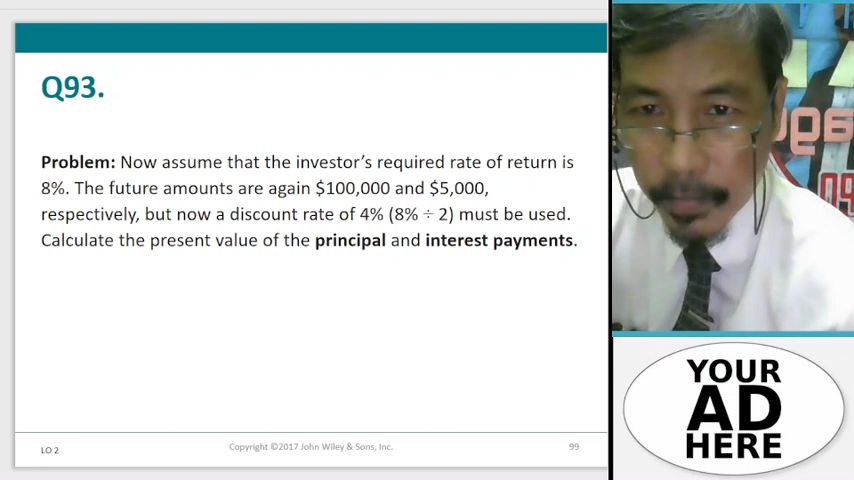 Q93.
Problem: Now assume that the investor’s required rate of return is
8%. The future amounts are again $100,000 and $5,000,
respectively, but now a discount rate of 4% (8% ÷ 2) must be used.
Calculate the present value of the principal and interest payments.
LO 2
Copyright ©2017 John Wiley & Sons, Inc.
99
YOUR
AD
HERE